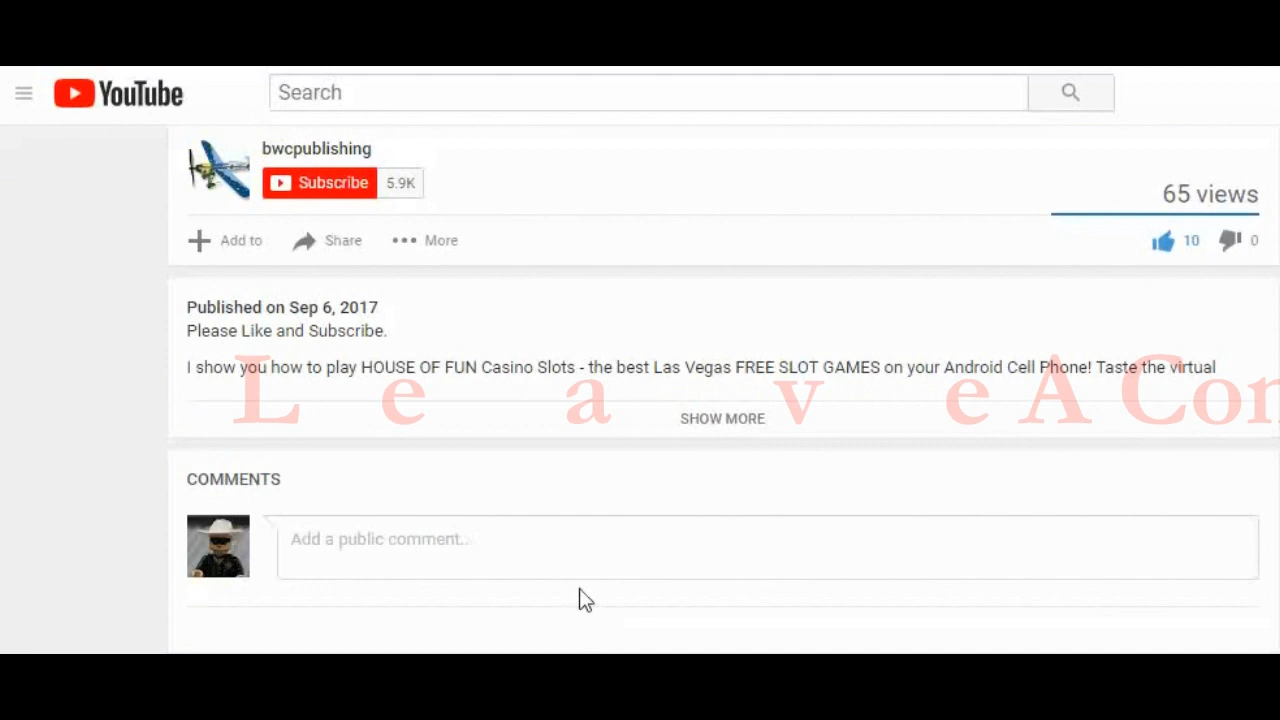 YouTube
Search
bwcpublishing
Subscribe 5.9K
65 views
Add to Share More
10 0
Published on Sep 6, 2017
Please Like and Subscribe.
I show you how to play HOUSE OF FUN Casino Slots - the best Las Vegas FREE SLOT GAMES on your Android Cell Phone! Taste the virtual
Leave A Com
SHOW MORE
COMMENTS
Add a public comment...